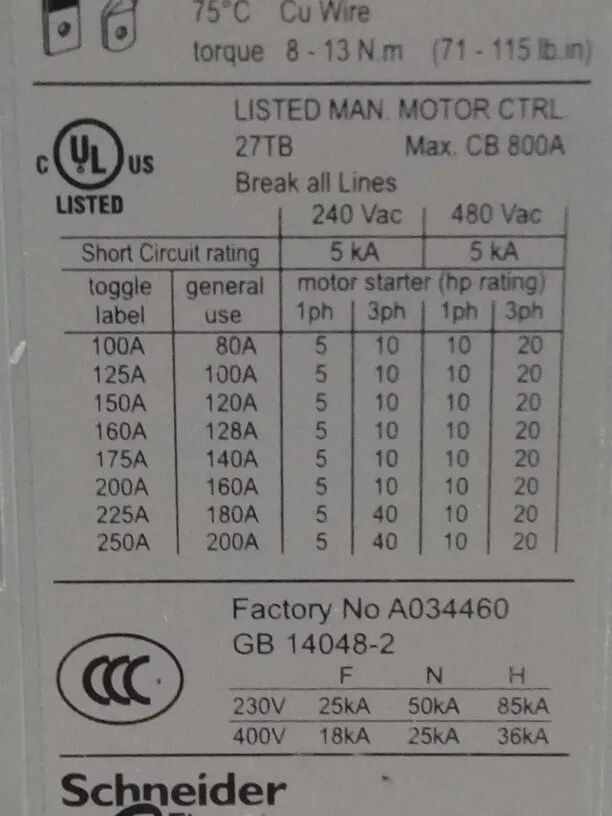 75°C Cu Wire
torque 8 - 13 N.m (71 - 115 lb.in)
LISTED MAN. MOTOR CTRL.
27TB Max. CB 800A
Break all Lines
C UL US
LISTED
240 Vac 480 Vac
Short Circuit rating 5 kA 5 kA
toggle general motor starter (hp rating)
label use 1ph 3ph 1ph 3ph
100A 80A 5 10 10 20
125A 100A 5 10 10 20
150A 120A 5 10 10 20
160A 128A 5 10 10 20
175A 140A 5 10 10 20
200A 160A 5 10 10 20
225A 180A 5 40 10 20
250A 200A 5 40 10 20
Factory No A034460
GB 14048-2
CCC
F N H
230V 25kA 50kA 85kA
400V 18kA 25kA 36kA
Schneider